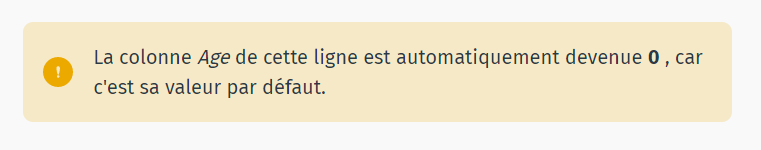 La colonne Age de cette ligne est automatiquement devenue 0 , car
c'est sa valeur par défaut.